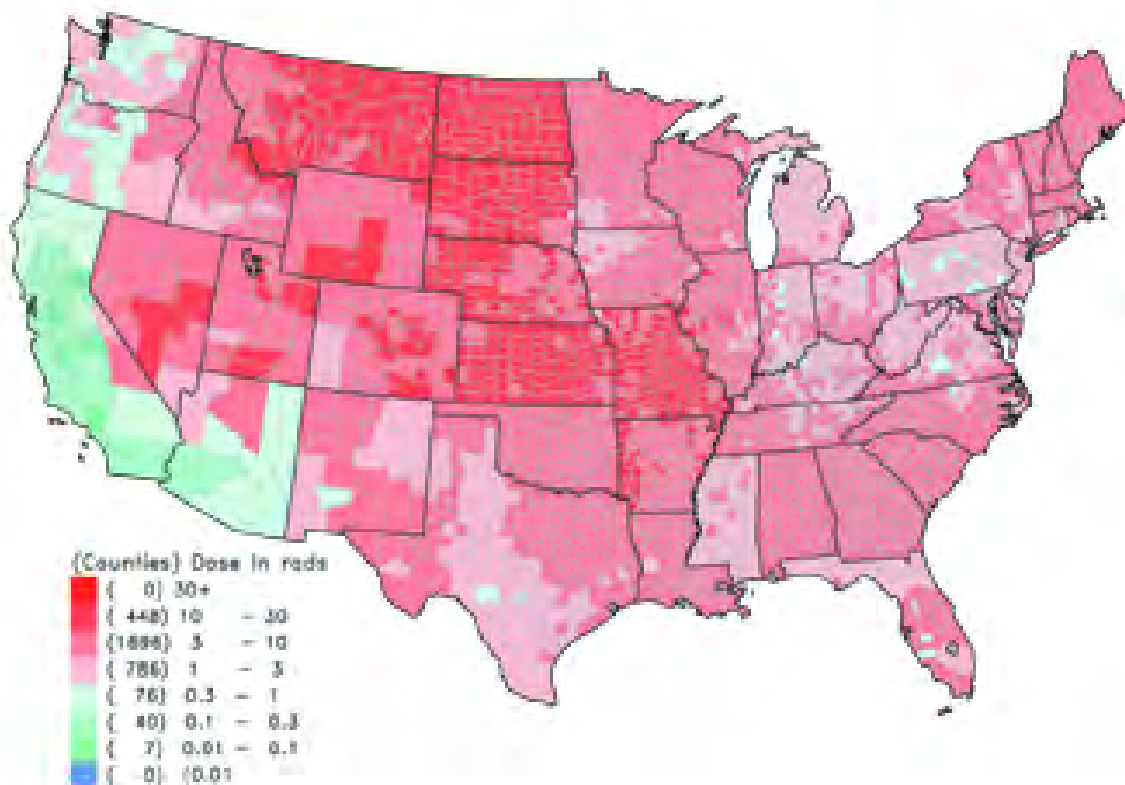 (Counties) Dose in rads
( 0) 30+
( 448) 10 - 30
(1696) 3 - 10
( 786) 1 - 3
( 76) 0.3 - 1
( 40) 0.1 - 0.3
( 7) 0.01 - 0.1
( 0) <0.01